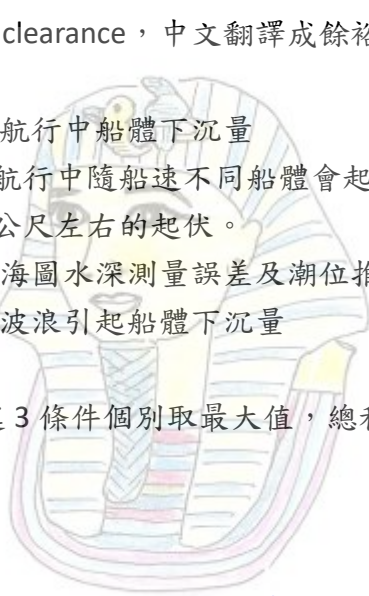 clearance，中文翻譯成餘裕
航行中船體下沉量
航行中隨船速不同船體會起
公尺左右的起伏。
海圖水深測量誤差及潮位推
波浪引起船體下沉量
3 條件個別取最大值，總和